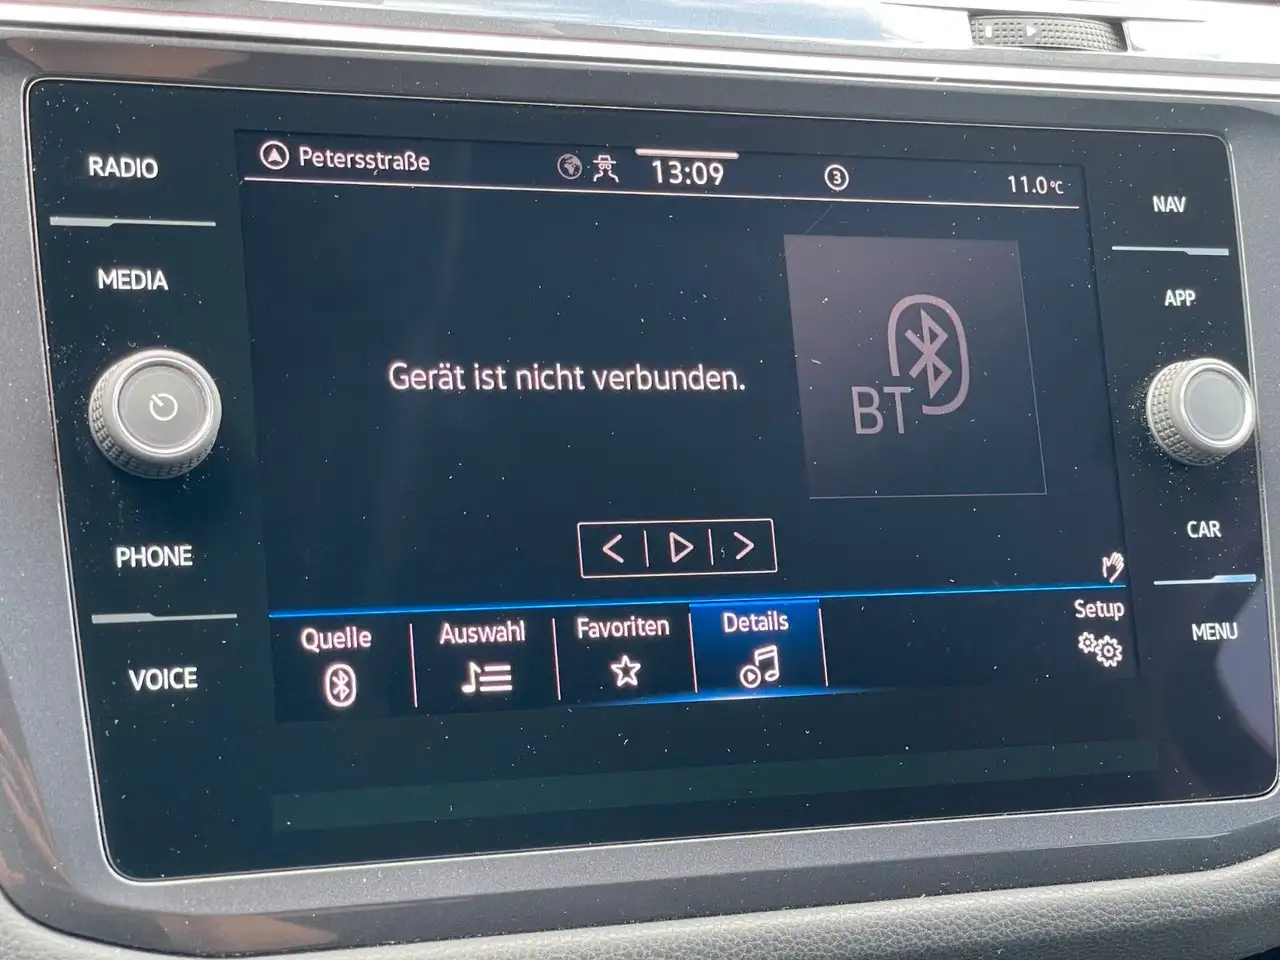 RADIO
MEDIA
PHONE
VOICE
Petersstraße
13:09
3
11.0°C
Gerät ist nicht verbunden.
BT
Quelle
Auswahl
Favoriten
Details
Setup
NAV
APP
CAR
MENU